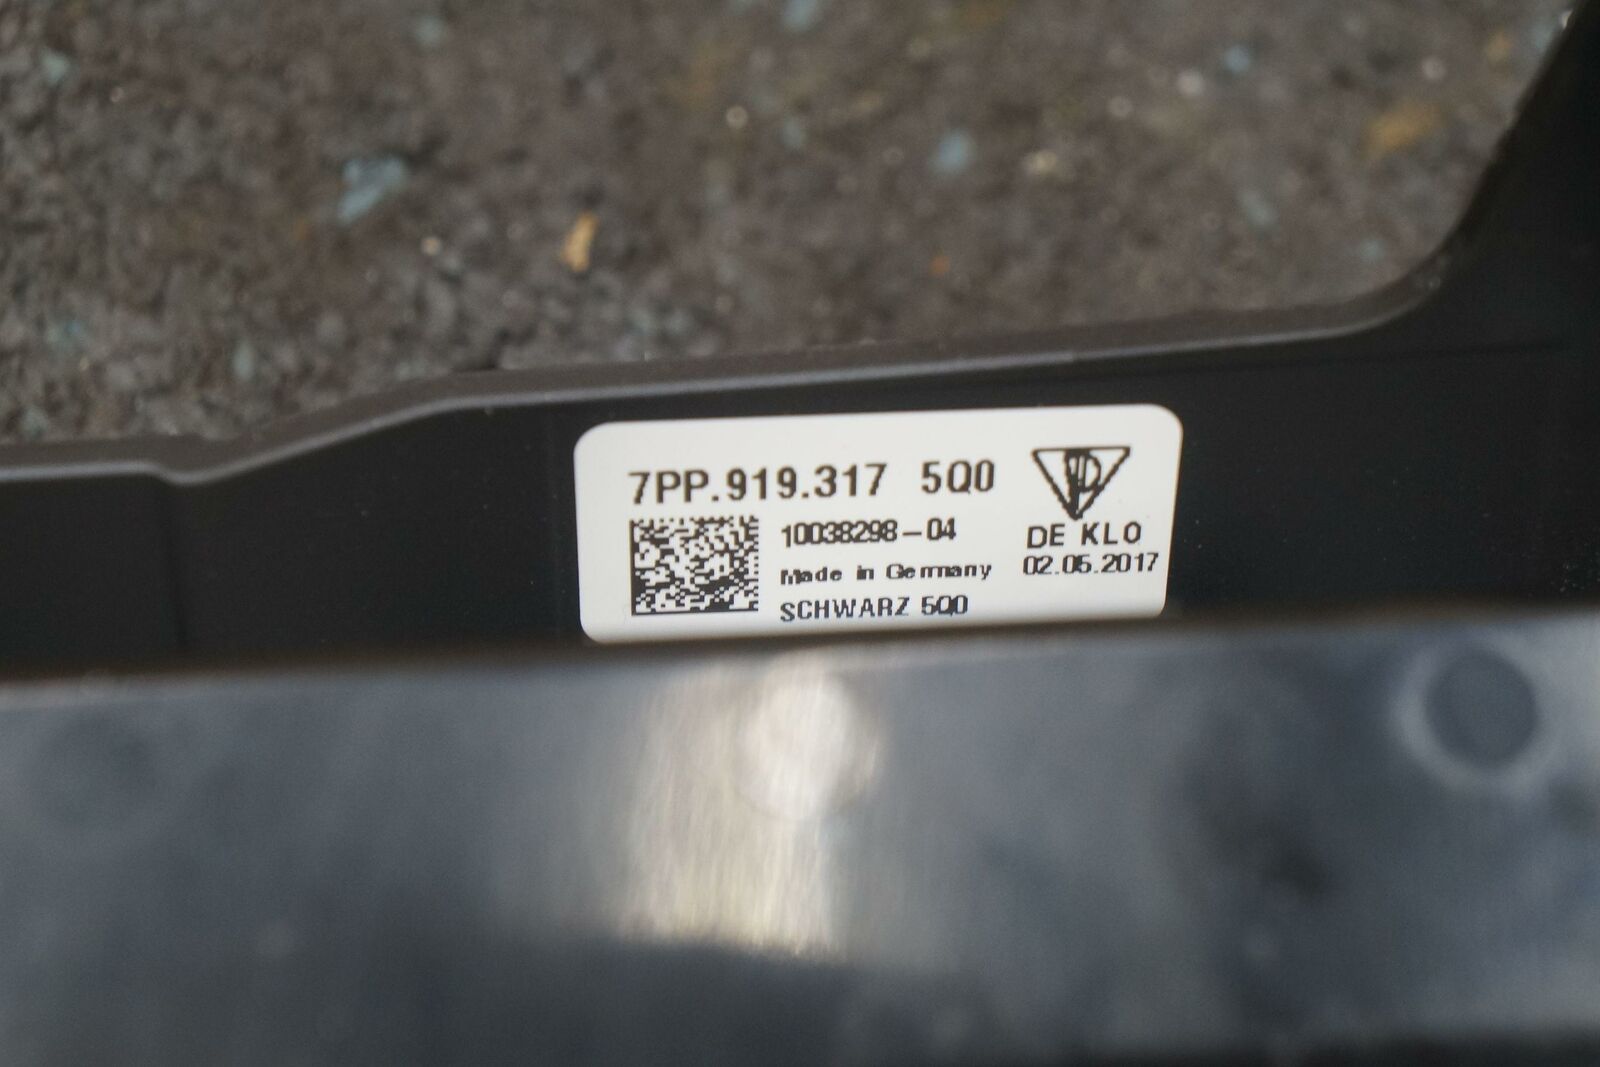 7PP.919.317 5Q0
10038298-04
Made in Germany
SCHWARZ 5Q0
DE KLO
02.05.2017